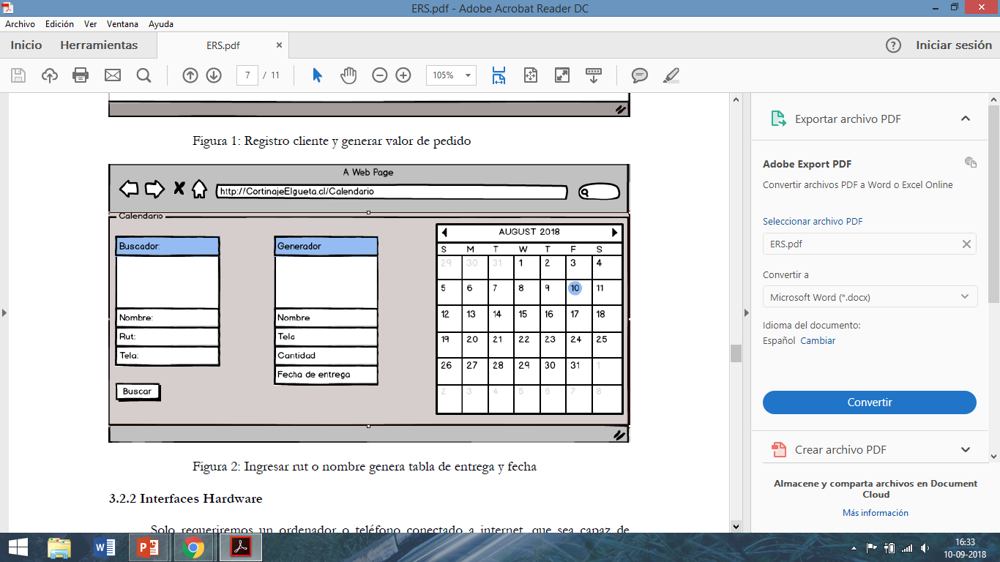 ERS.pdf - Adobe Acrobat Reader DC
Archivo Edición Ver Ventana Ayuda
Inicio Herramientas ERS.pdf Iniciar sesión
7 / 11 105%
Figura 1: Registro cliente y generar valor de pedido
A Web Page
http://CortinajeElgueta.cl/Calendario
Calendario
Buscador:
Nombre:
Rut:
Tela:
Buscar
Generador
Nombre
Tela
Cantidad
Fecha de entrega
AUGUST 2018
S M T W T F S
29 30 31 1 2 3 4
5 6 7 8 9 10 11
12 13 14 15 16 17 18
19 20 21 22 23 24 25
26 27 28 29 30 31 1
2 3 4 5 6 7 8
Figura 2: Ingresar rut o nombre genera tabla de entrega y fecha
3.2.2 Interfaces Hardware
Solo requeriremos un ordenador o teléfono conectado a internet, que sea capaz de
Exportar archivo PDF
Adobe Export PDF
Convertir archivos PDF a Word o Excel Online
Seleccionar archivo PDF
ERS.pdf
Convertir a
Microsoft Word (*.docx)
Idioma del documento:
Español Cambiar
Convertir
Crear archivo PDF
Almacene y comparta archivos en Document
Cloud
Más información
16:33
10-09-2018